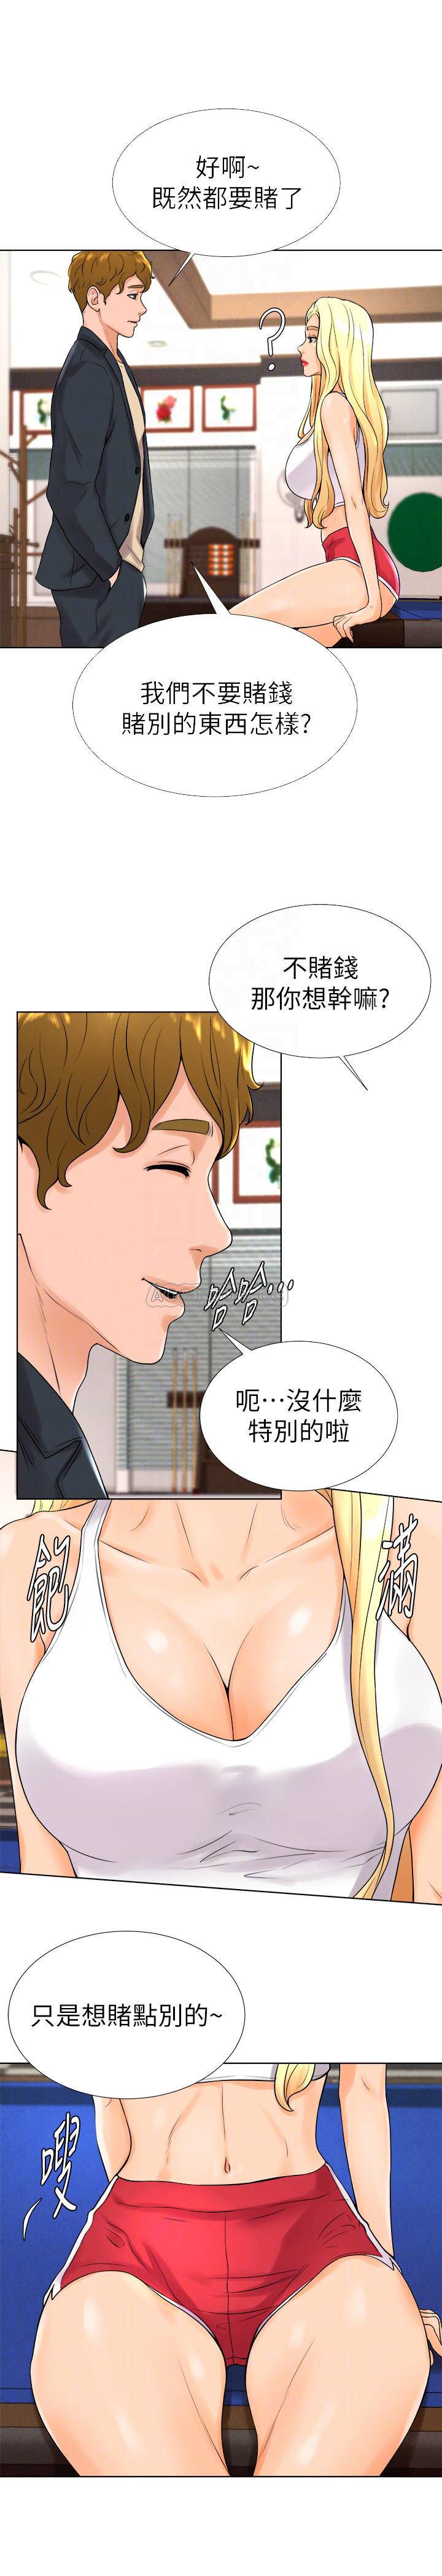 好啊~
既然都要賭了
?
我們不要賭錢
賭別的東西怎樣?
不賭錢
那你想幹嘛?
哈哈...
呃…沒什麼
特別的啦
飽
滿
只是想賭點別的~
嗖